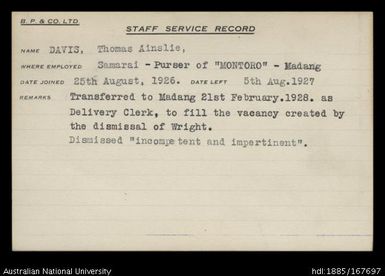 B. P. & CO. LTD
STAFF SERVICE RECORD
NAME DAVIS, Thomas Ainslie,
WHERE EMPLOYED Samarai - Purser of "MONTORO" - Madang
DATE JOINED 25th August, 1926. DATE LEFT 5th Aug.1927
REMARKS Transferred to Madang 21st February.1928. as
Delivery Clerk, to fill the vacancy created by
the dismissal of Wright.
Dismissed "incompetent and impertinent".
Australian National University
hdl:1885/167697